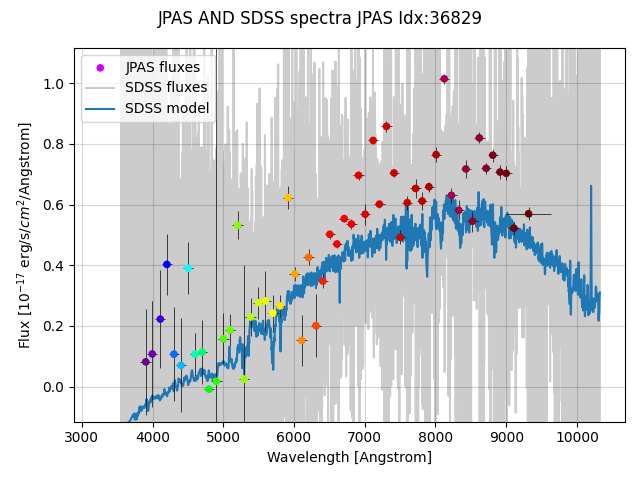 JPAS AND SDSS spectra JPAS Idx:36829
JPAS fluxes
SDSS fluxes
SDSS model
Flux [10⁻¹⁷ erg/s/cm²/Angstrom]
1.0
0.8
0.6
0.4
0.2
0.0
3000 4000 5000 6000 7000 8000 9000 10000
Wavelength [Angstrom]